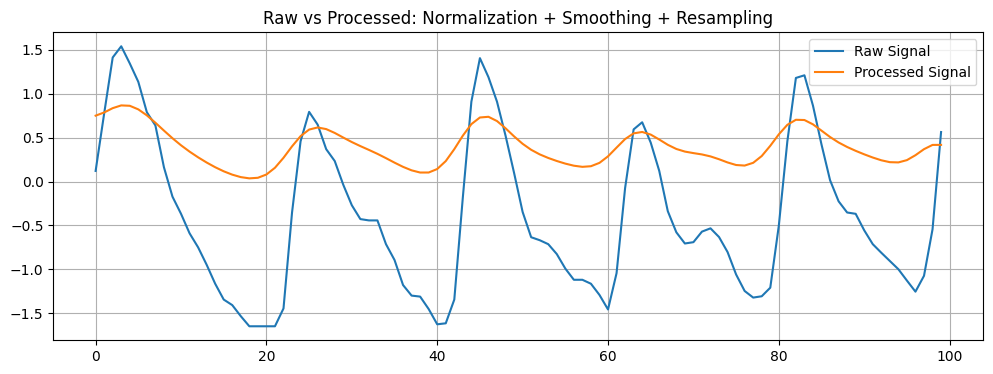 Raw vs Processed: Normalization + Smoothing + Resampling
Raw Signal
Processed Signal
1.5
1.0
0.5
0.0
−0.5
−1.0
−1.5
0 20 40 60 80 100